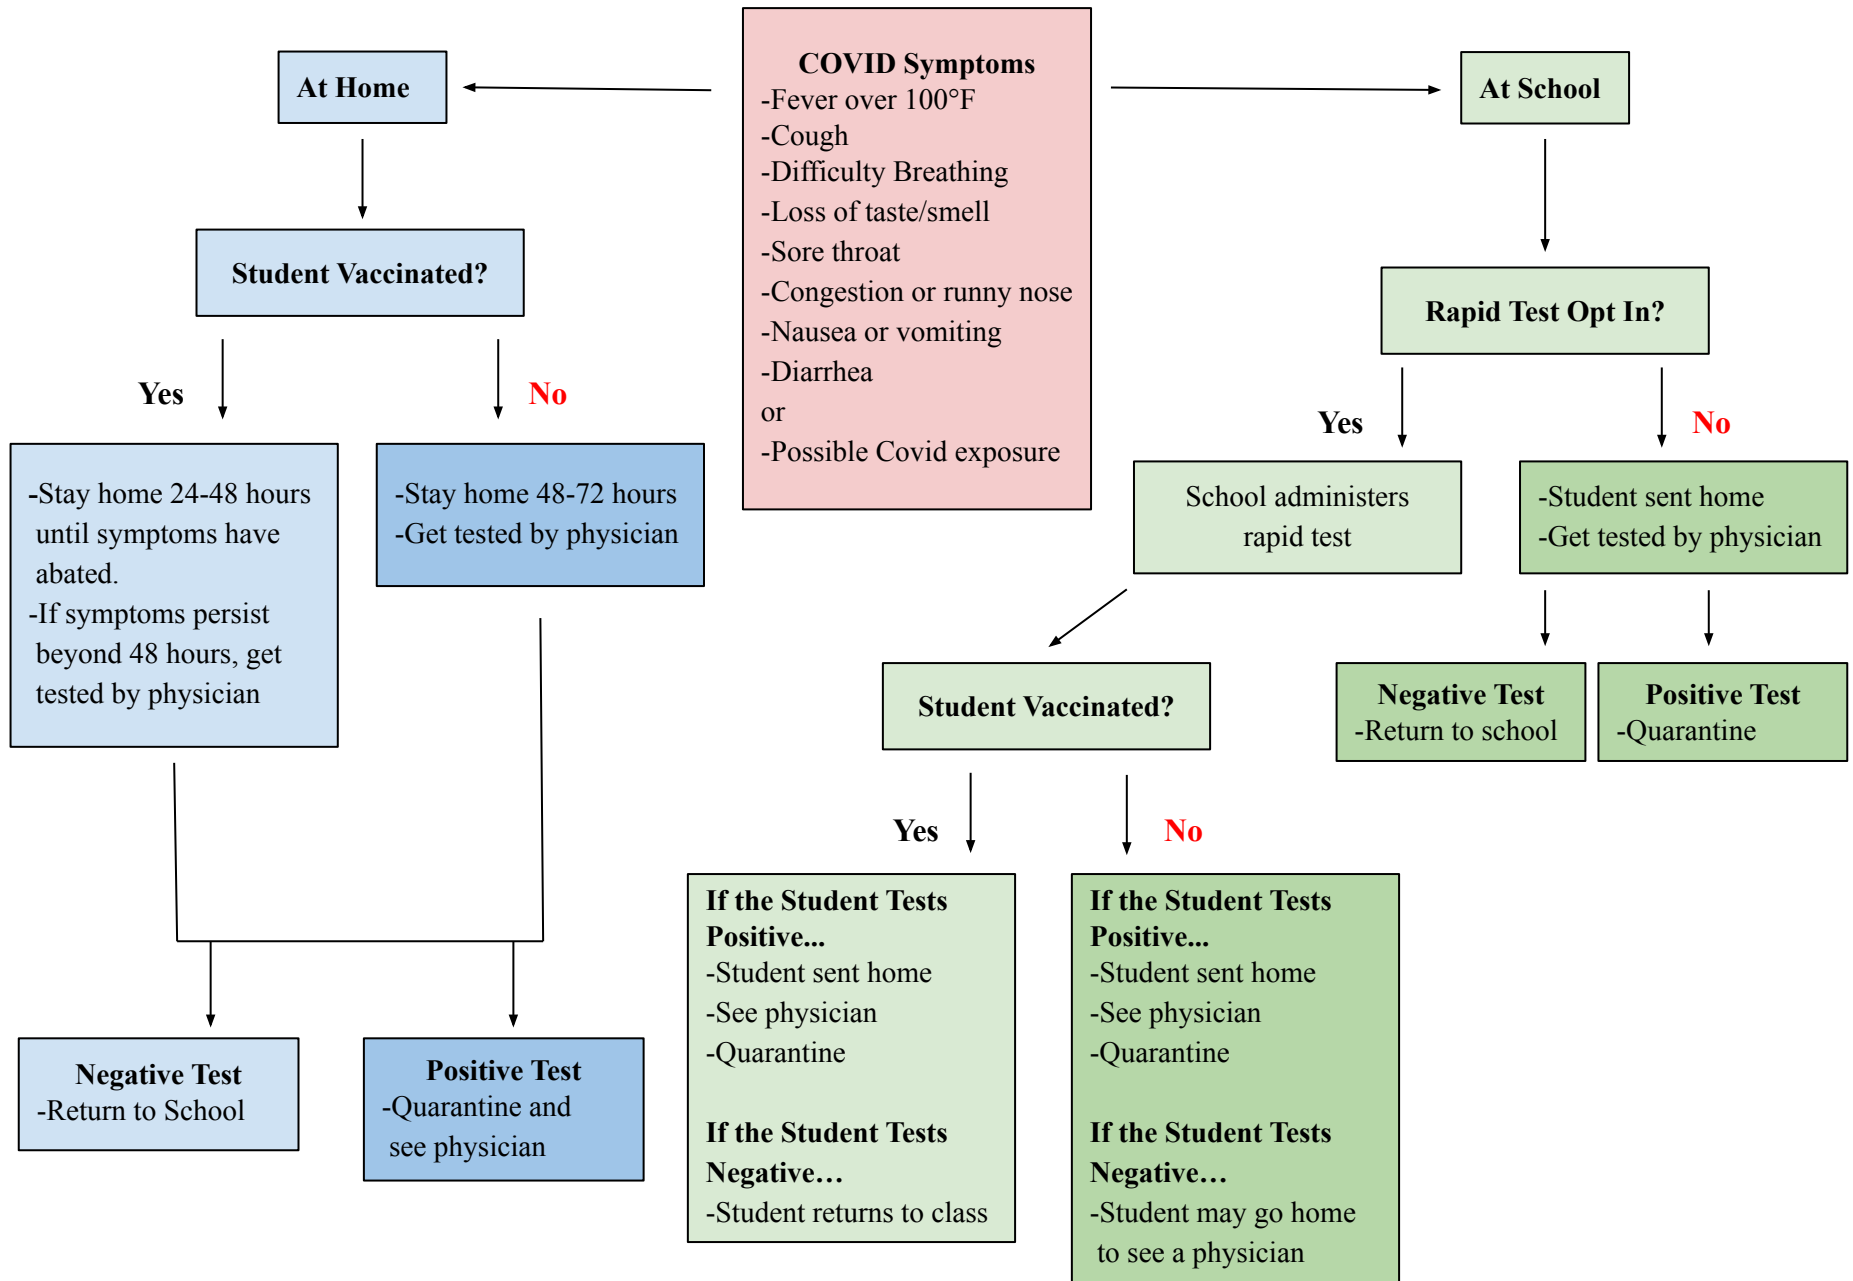 COVID Symptoms
-Fever over 100°F
-Cough
-Difficulty Breathing
-Loss of taste/smell
-Sore throat
-Congestion or runny nose
-Nausea or vomiting
-Diarrhea
or
-Possible Covid exposure
At Home
Student Vaccinated?
Yes
No
-Stay home 24-48 hours
until symptoms have
abated.
-If symptoms persist
beyond 48 hours, get
tested by physician
-Stay home 48-72 hours
-Get tested by physician
Negative Test
-Return to School
Positive Test
-Quarantine and
see physician
At School
Rapid Test Opt In?
Yes
No
School administers
rapid test
-Student sent home
-Get tested by physician
Negative Test
-Return to school
Positive Test
-Quarantine
Student Vaccinated?
Yes
No
If the Student Tests
Positive...
-Student sent home
-See physician
-Quarantine
If the Student Tests
Negative…
-Student returns to class
If the Student Tests
Positive...
-Student sent home
-See physician
-Quarantine
If the Student Tests
Negative…
-Student may go home
to see a physician